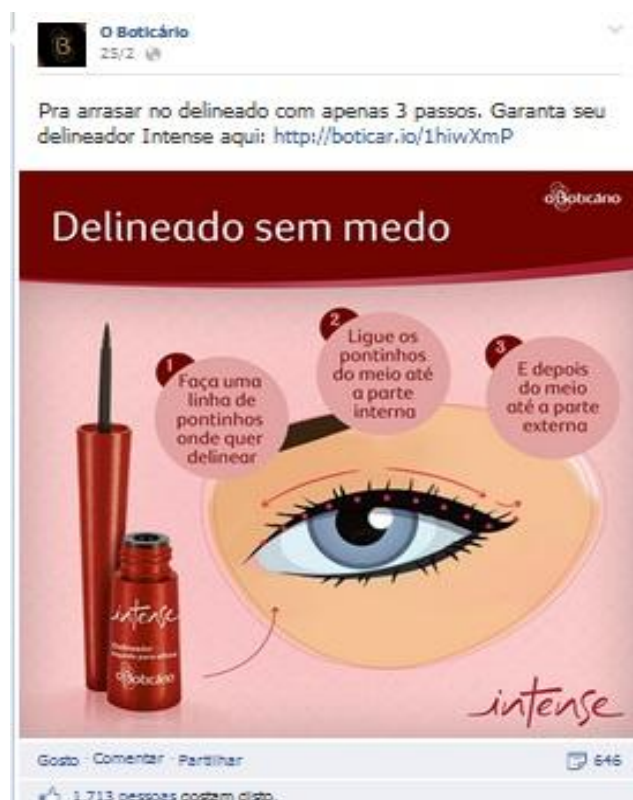 O Boticário
25/2
Pra arrasar no delineado com apenas 3 passos. Garanta seu
delineador Intense aqui: http://boticar.io/1hiwXmP
oBoticário
Delineado sem medo
1
Faça uma
linha de
pontinhos
onde quer
delinear
2
Ligue os
pontinhos
do meio até
a parte
interna
3
E depois
do meio
até a parte
externa
intense
Delineador
oBoticário
intense
Gosto · Comentar · Partilhar
646
1.713 pessoas gostam disto.